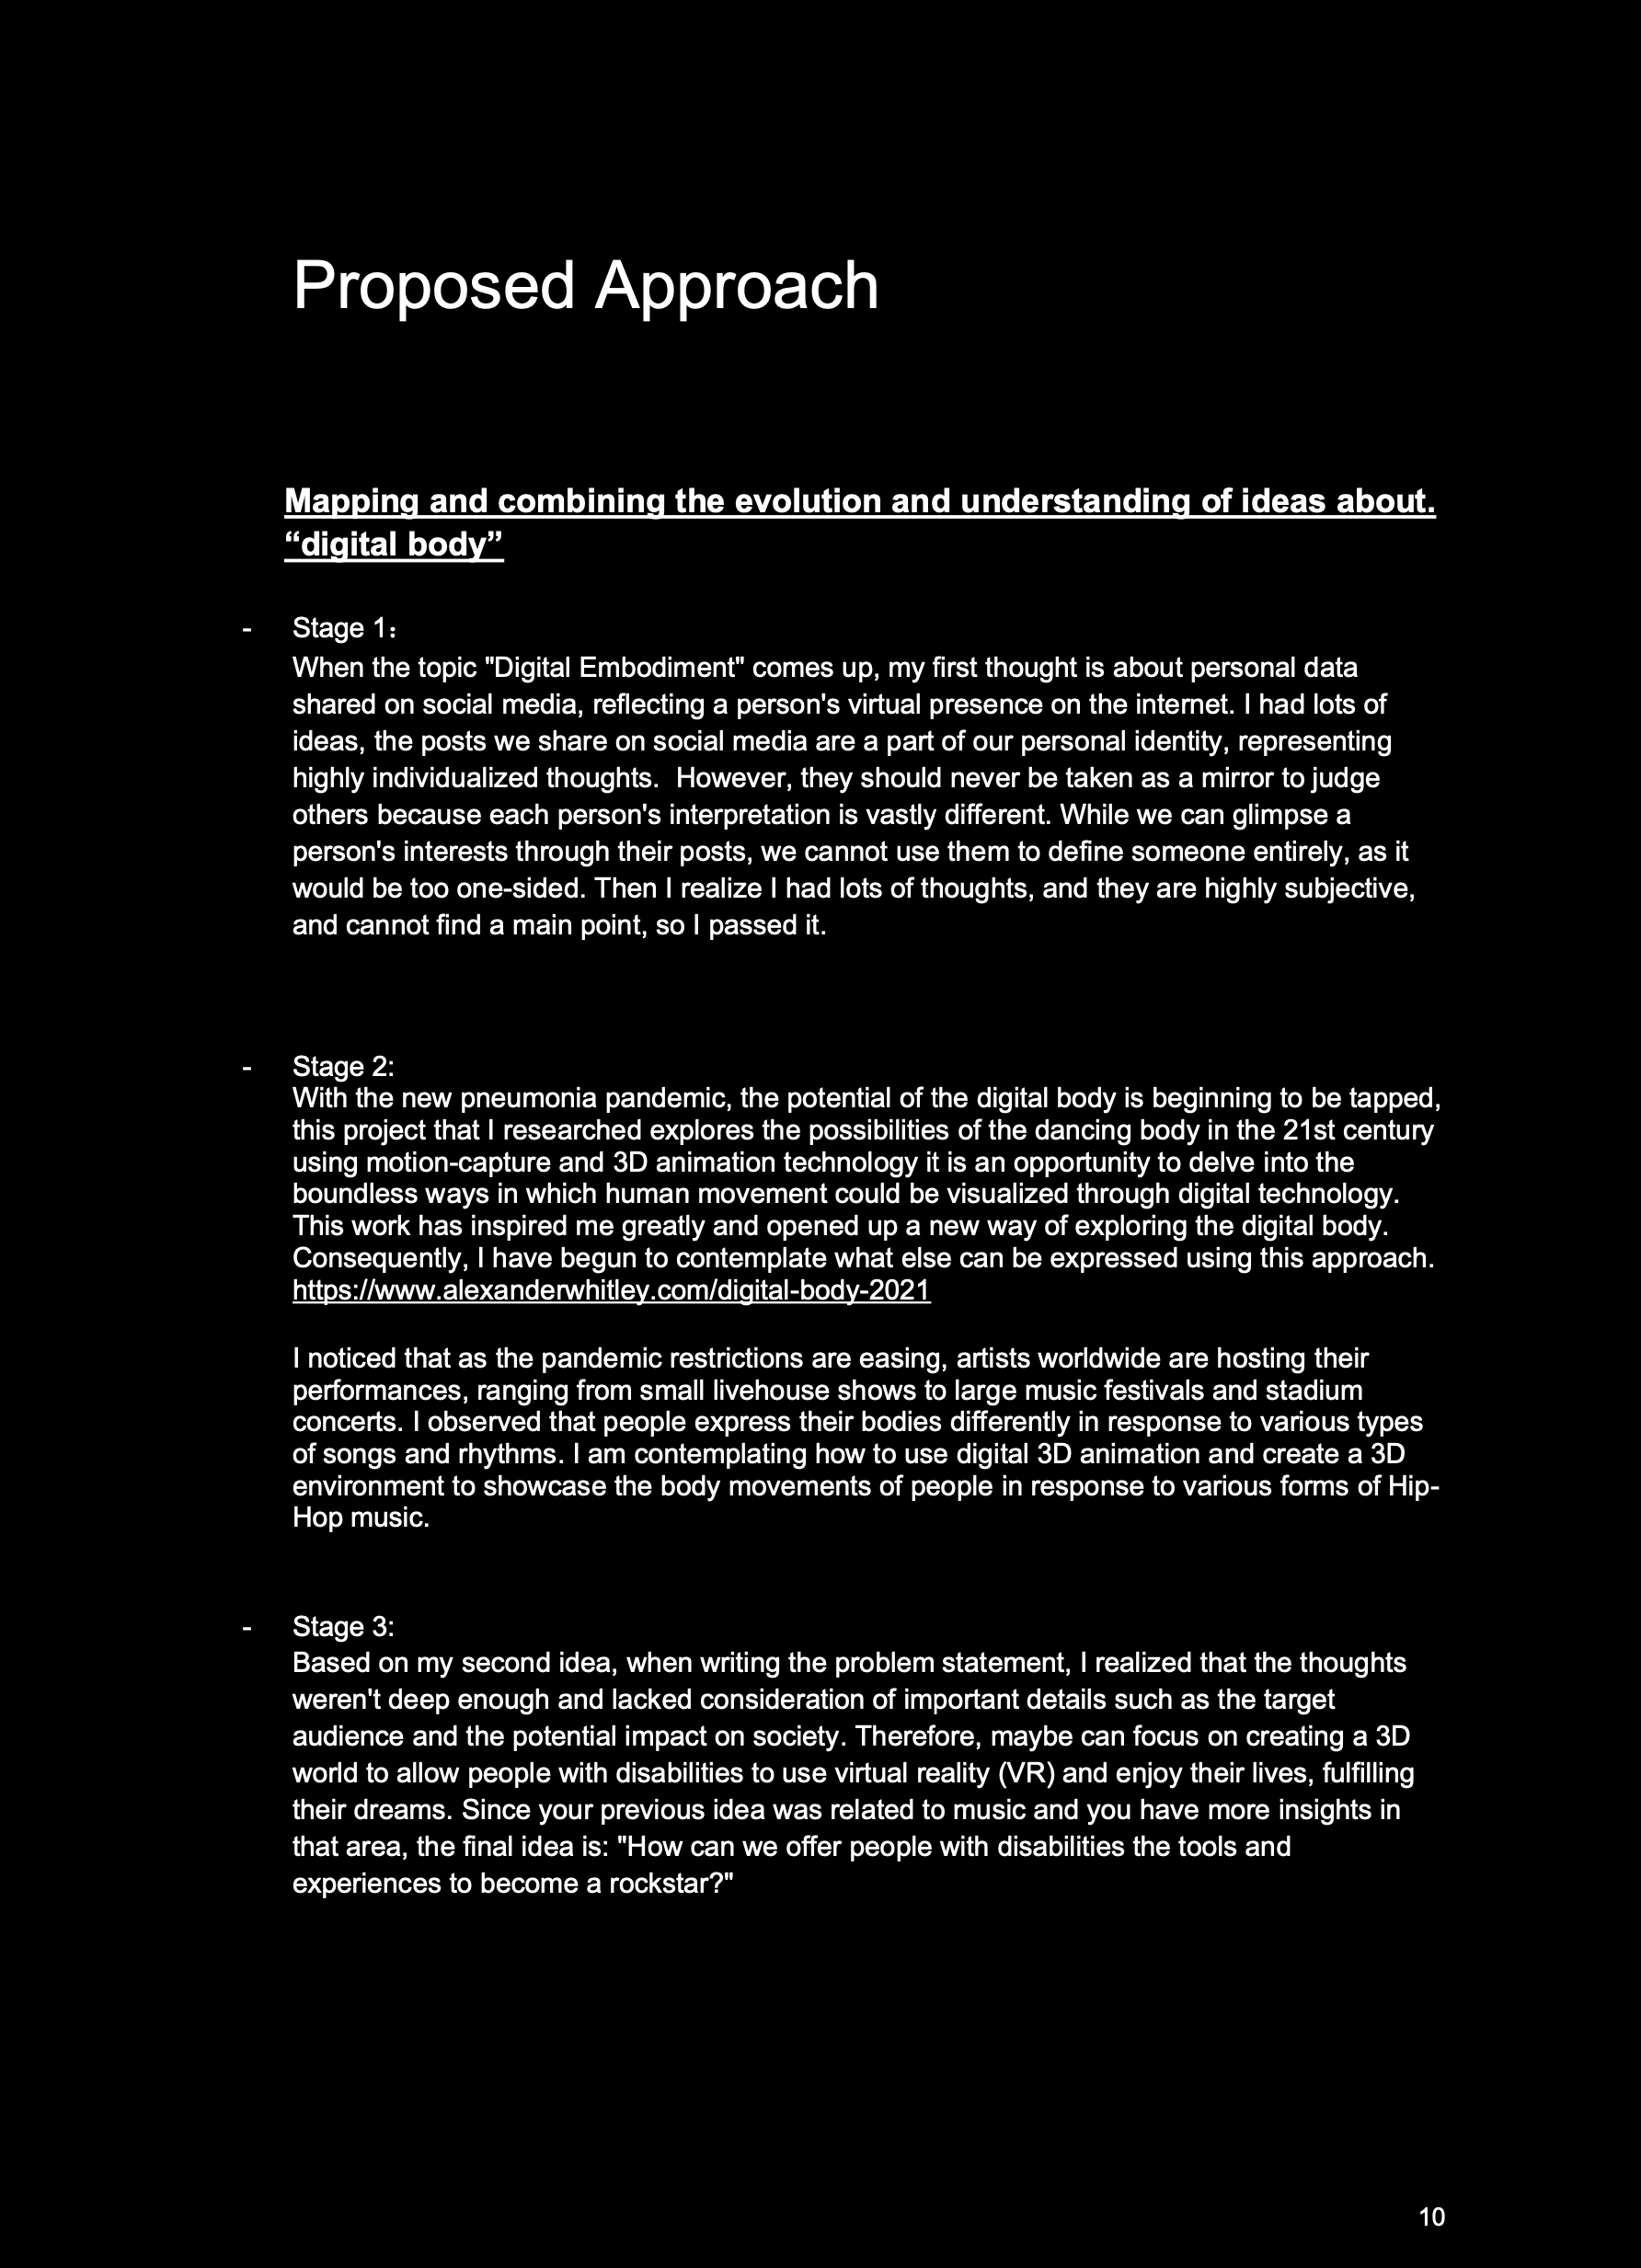 Proposed Approach
Mapping and combining the evolution and understanding of ideas about.
“digital body”
- Stage 1：
When the topic "Digital Embodiment" comes up, my first thought is about personal data
shared on social media, reflecting a person's virtual presence on the internet. I had lots of
ideas, the posts we share on social media are a part of our personal identity, representing
highly individualized thoughts.  However, they should never be taken as a mirror to judge
others because each person's interpretation is vastly different. While we can glimpse a
person's interests through their posts, we cannot use them to define someone entirely, as it
would be too one-sided. Then I realize I had lots of thoughts, and they are highly subjective,
and cannot find a main point, so I passed it.
- Stage 2:
With the new pneumonia pandemic, the potential of the digital body is beginning to be tapped,
this project that I researched explores the possibilities of the dancing body in the 21st century
using motion-capture and 3D animation technology it is an opportunity to delve into the
boundless ways in which human movement could be visualized through digital technology.
This work has inspired me greatly and opened up a new way of exploring the digital body.
Consequently, I have begun to contemplate what else can be expressed using this approach.
https://www.alexanderwhitley.com/digital-body-2021
I noticed that as the pandemic restrictions are easing, artists worldwide are hosting their
performances, ranging from small livehouse shows to large music festivals and stadium
concerts. I observed that people express their bodies differently in response to various types
of songs and rhythms. I am contemplating how to use digital 3D animation and create a 3D
environment to showcase the body movements of people in response to various forms of Hip-
Hop music.
- Stage 3:
Based on my second idea, when writing the problem statement, I realized that the thoughts
weren't deep enough and lacked consideration of important details such as the target
audience and the potential impact on society. Therefore, maybe can focus on creating a 3D
world to allow people with disabilities to use virtual reality (VR) and enjoy their lives, fulfilling
their dreams. Since your previous idea was related to music and you have more insights in
that area, the final idea is: "How can we offer people with disabilities the tools and
experiences to become a rockstar?"
10